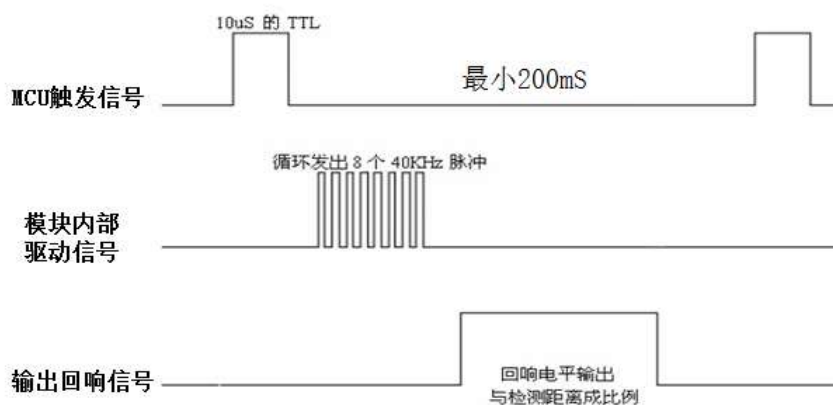 10uS 的 TTL
MCU触发信号
最小200mS
循环发出 8 个 40KHz 脉冲
模块内部
驱动信号
输出回响信号
回响电平输出
与检测距离成比例